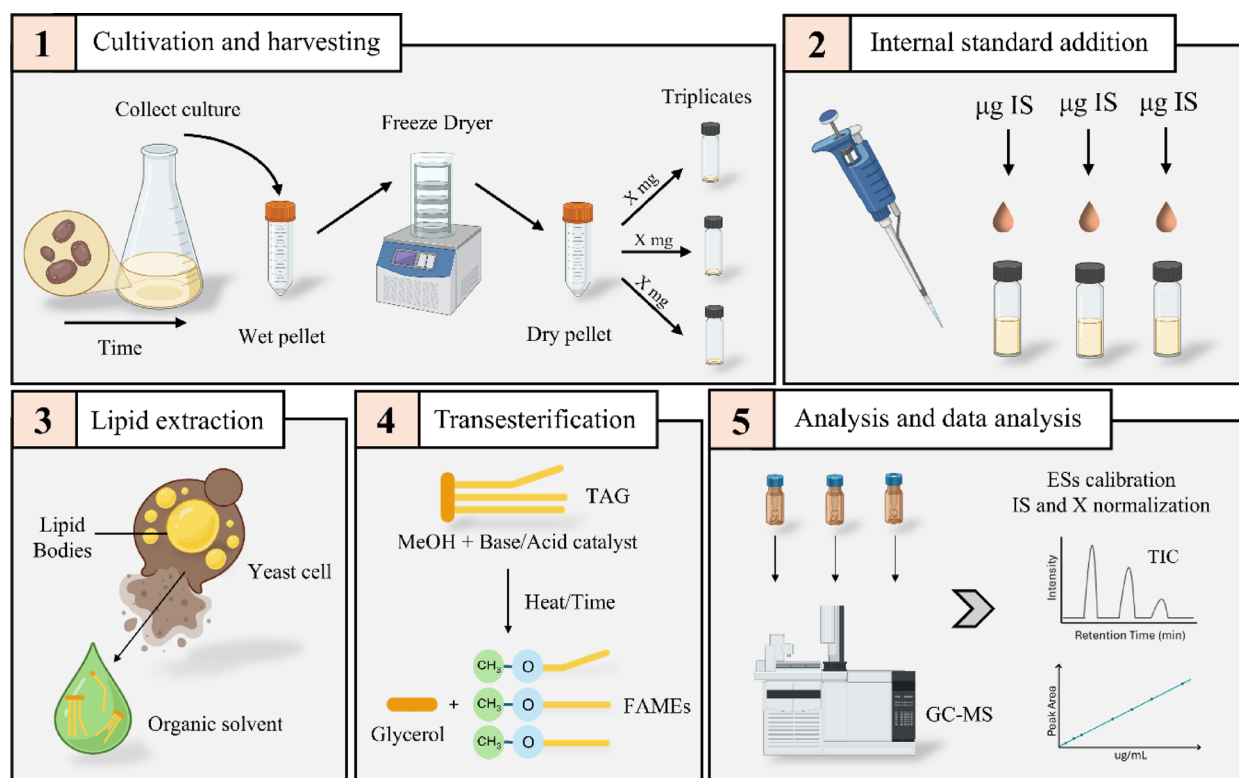 1 Cultivation and harvesting
Collect culture
Time
Wet pellet
Freeze Dryer
Dry pellet
X mg
X mg
X mg
Triplicates
2 Internal standard addition
µg IS µg IS µg IS
3 Lipid extraction
Lipid
Bodies
Yeast cell
Organic solvent
4 Transesterification
TAG
MeOH + Base/Acid catalyst
Heat/Time
CH₃ O
Glycerol + CH₃ O FAMEs
CH₃ O
5 Analysis and data analysis
GC-MS
ESs calibration
IS and X normalization
TIC
Intensity
Retention Time (min)
Peak Area
ug/mL